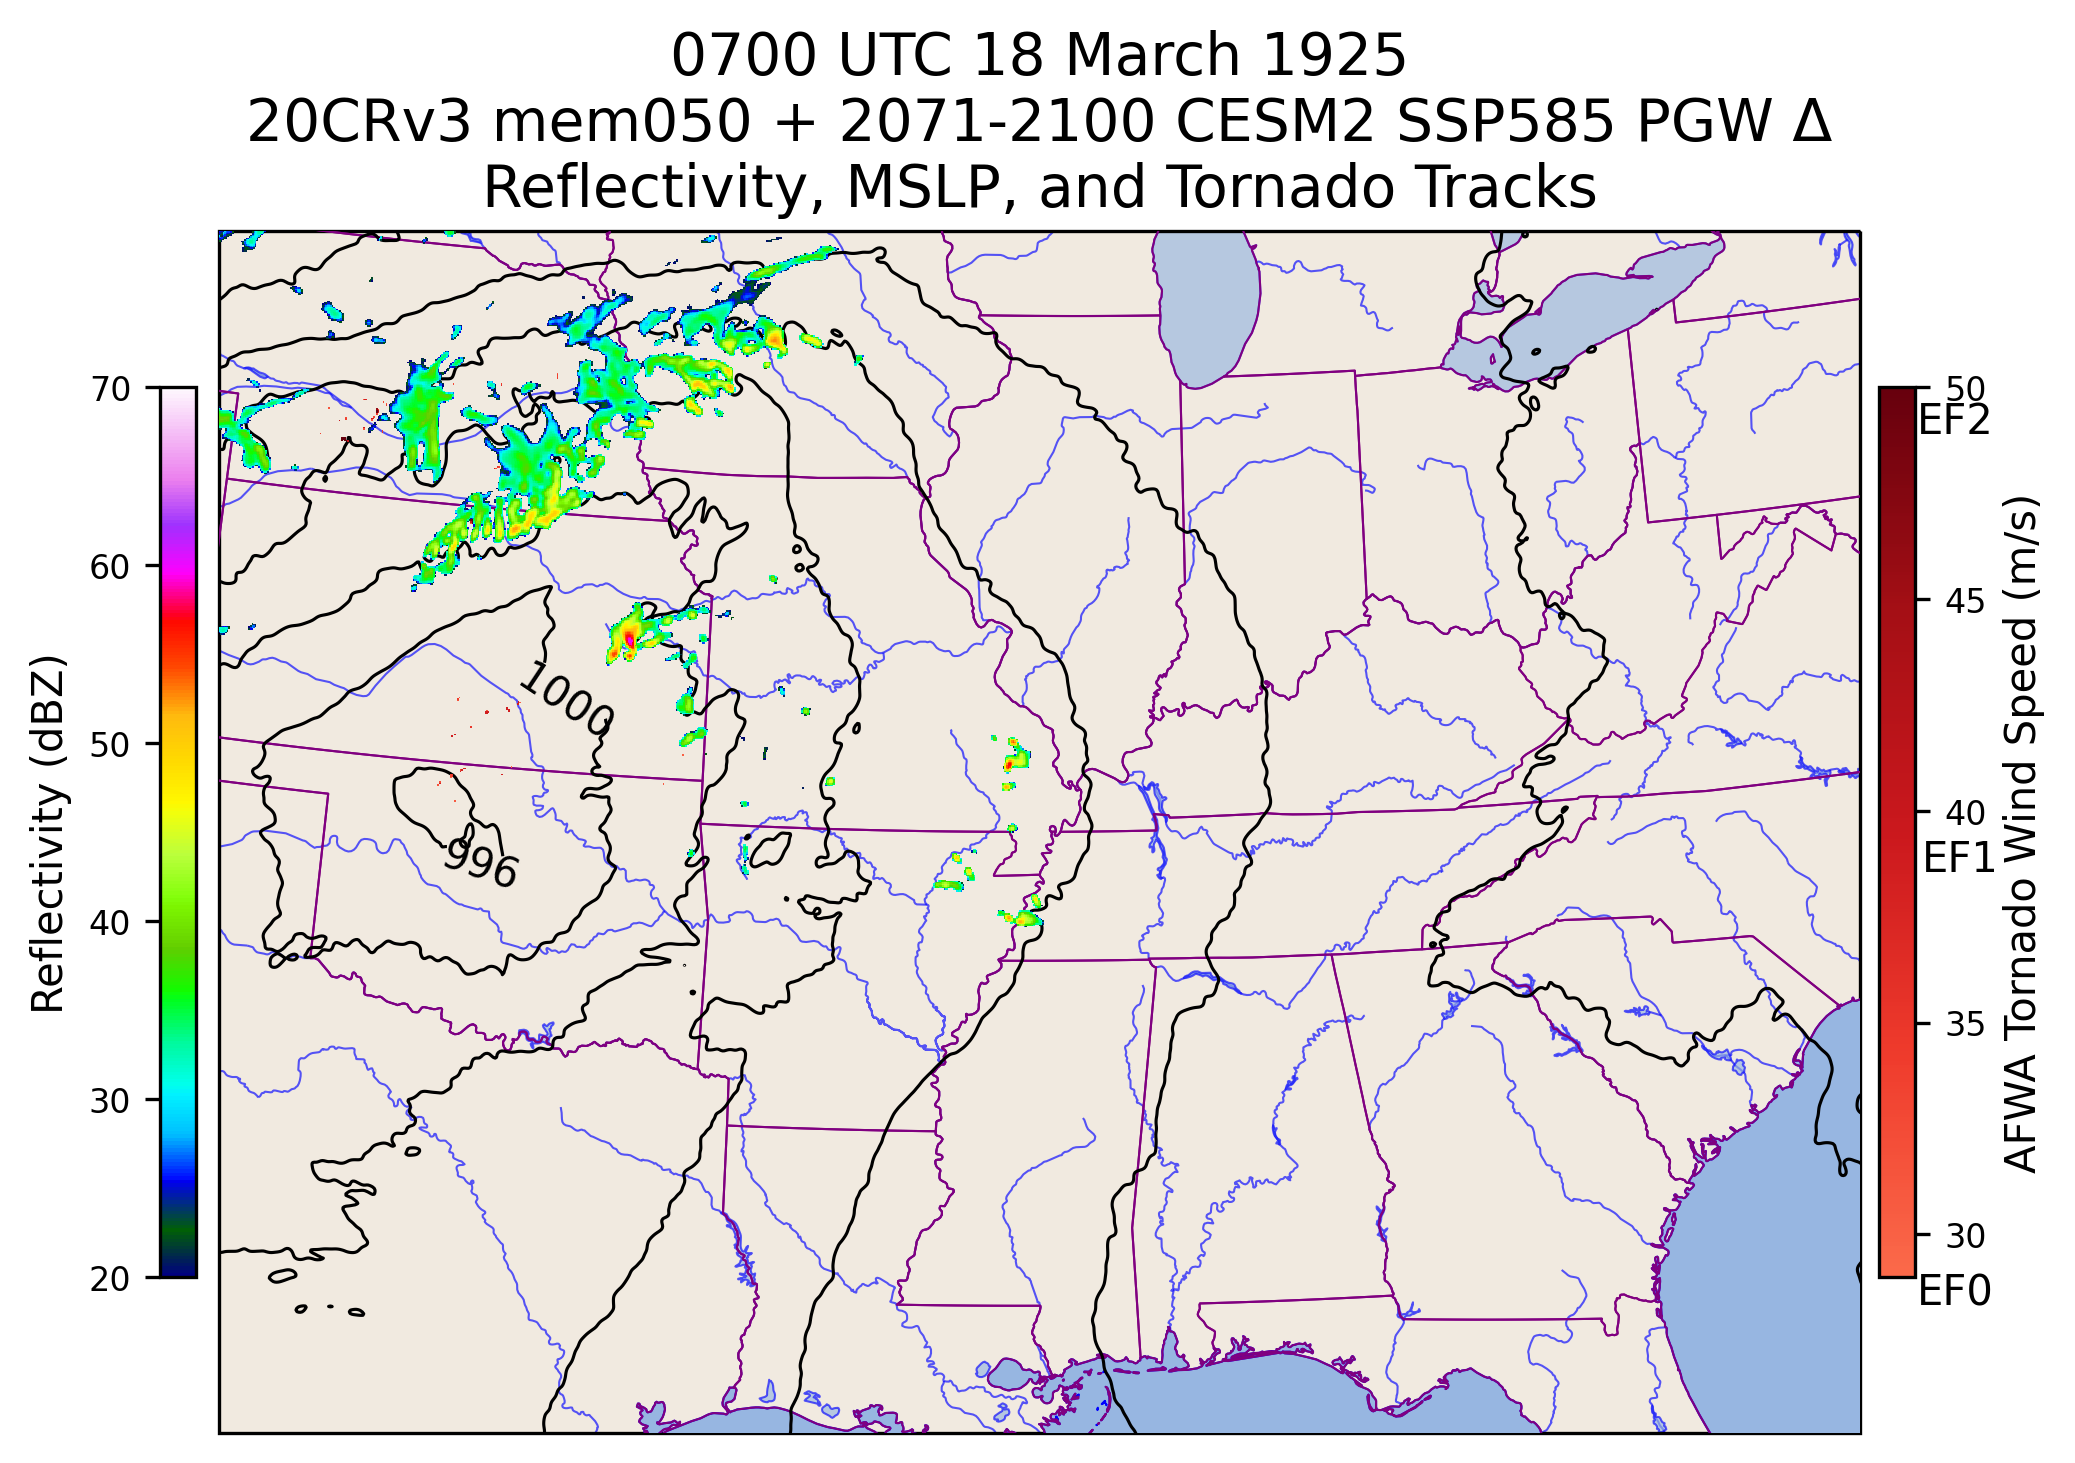 0700 UTC 18 March 1925
20CRv3 mem050 + 2071-2100 CESM2 SSP585 PGW Δ
Reflectivity, MSLP, and Tornado Tracks
70
60
50
40
30
20
Reflectivity (dBZ)
1000
996
50
EF2
45
40
EF1
35
30
EF0
AFWA Tornado Wind Speed (m/s)